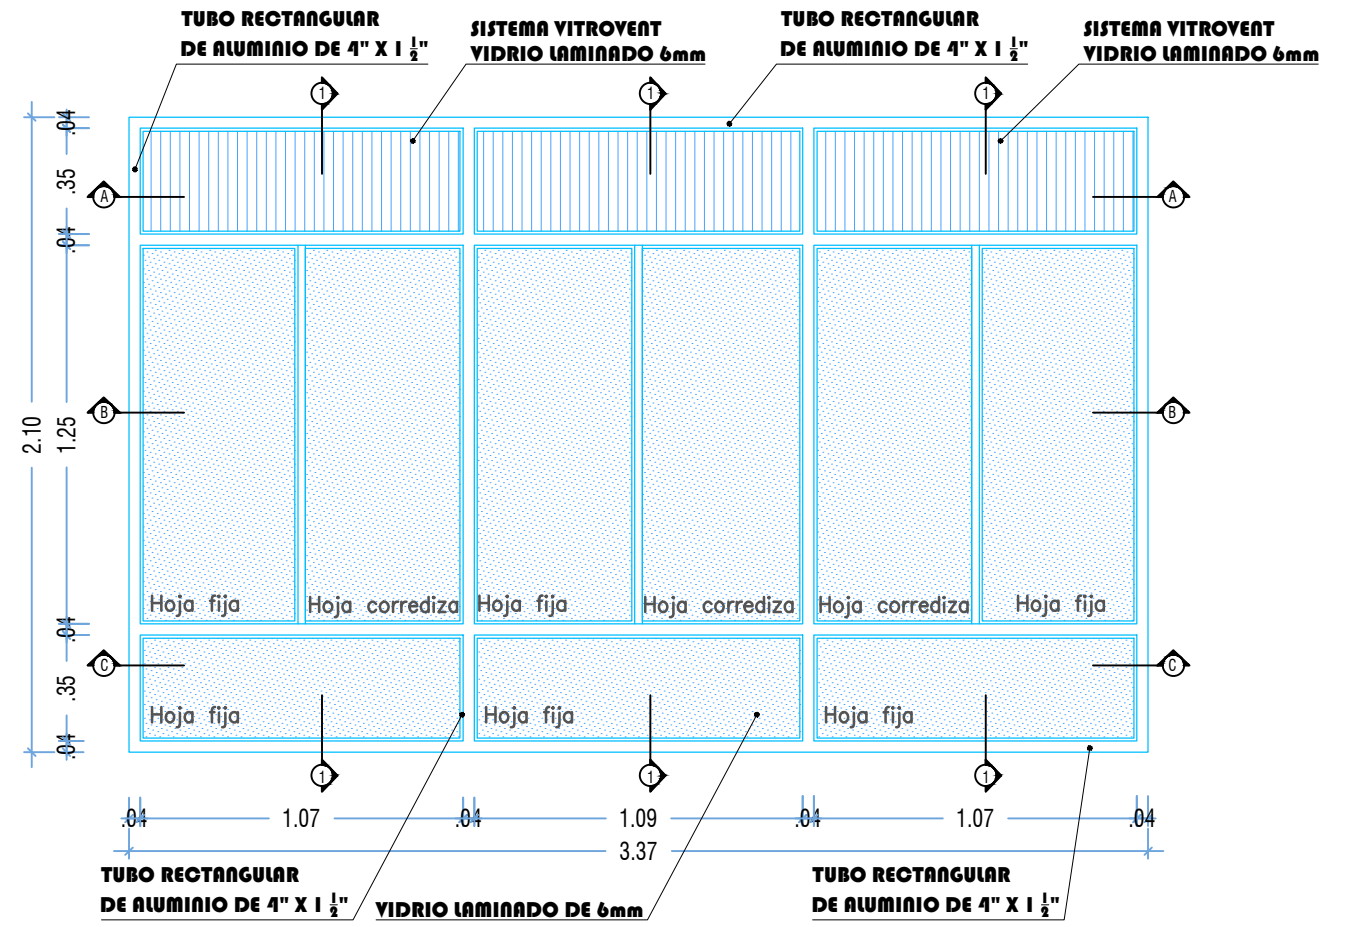 TUBO RECTANGULAR
DE ALUMINIO DE 4" X 1 1/2"
SISTEMA VITROVENT
VIDRIO LAMINADO 6mm
TUBO RECTANGULAR
DE ALUMINIO DE 4" X 1 1/2"
SISTEMA VITROVENT
VIDRIO LAMINADO 6mm
1
1
1
.04
.35
A
A
.04
2.10
1.25
B
B
Hoja fija
Hoja corrediza
Hoja fija
Hoja corrediza
Hoja corrediza
Hoja fija
.04
C
C
.35
Hoja fija
Hoja fija
Hoja fija
.04
1
1
1
.04
1.07
.04
1.09
.04
1.07
.04
3.37
TUBO RECTANGULAR
DE ALUMINIO DE 4" X 1 1/2"
VIDRIO LAMINADO DE 6mm
TUBO RECTANGULAR
DE ALUMINIO DE 4" X 1 1/2"